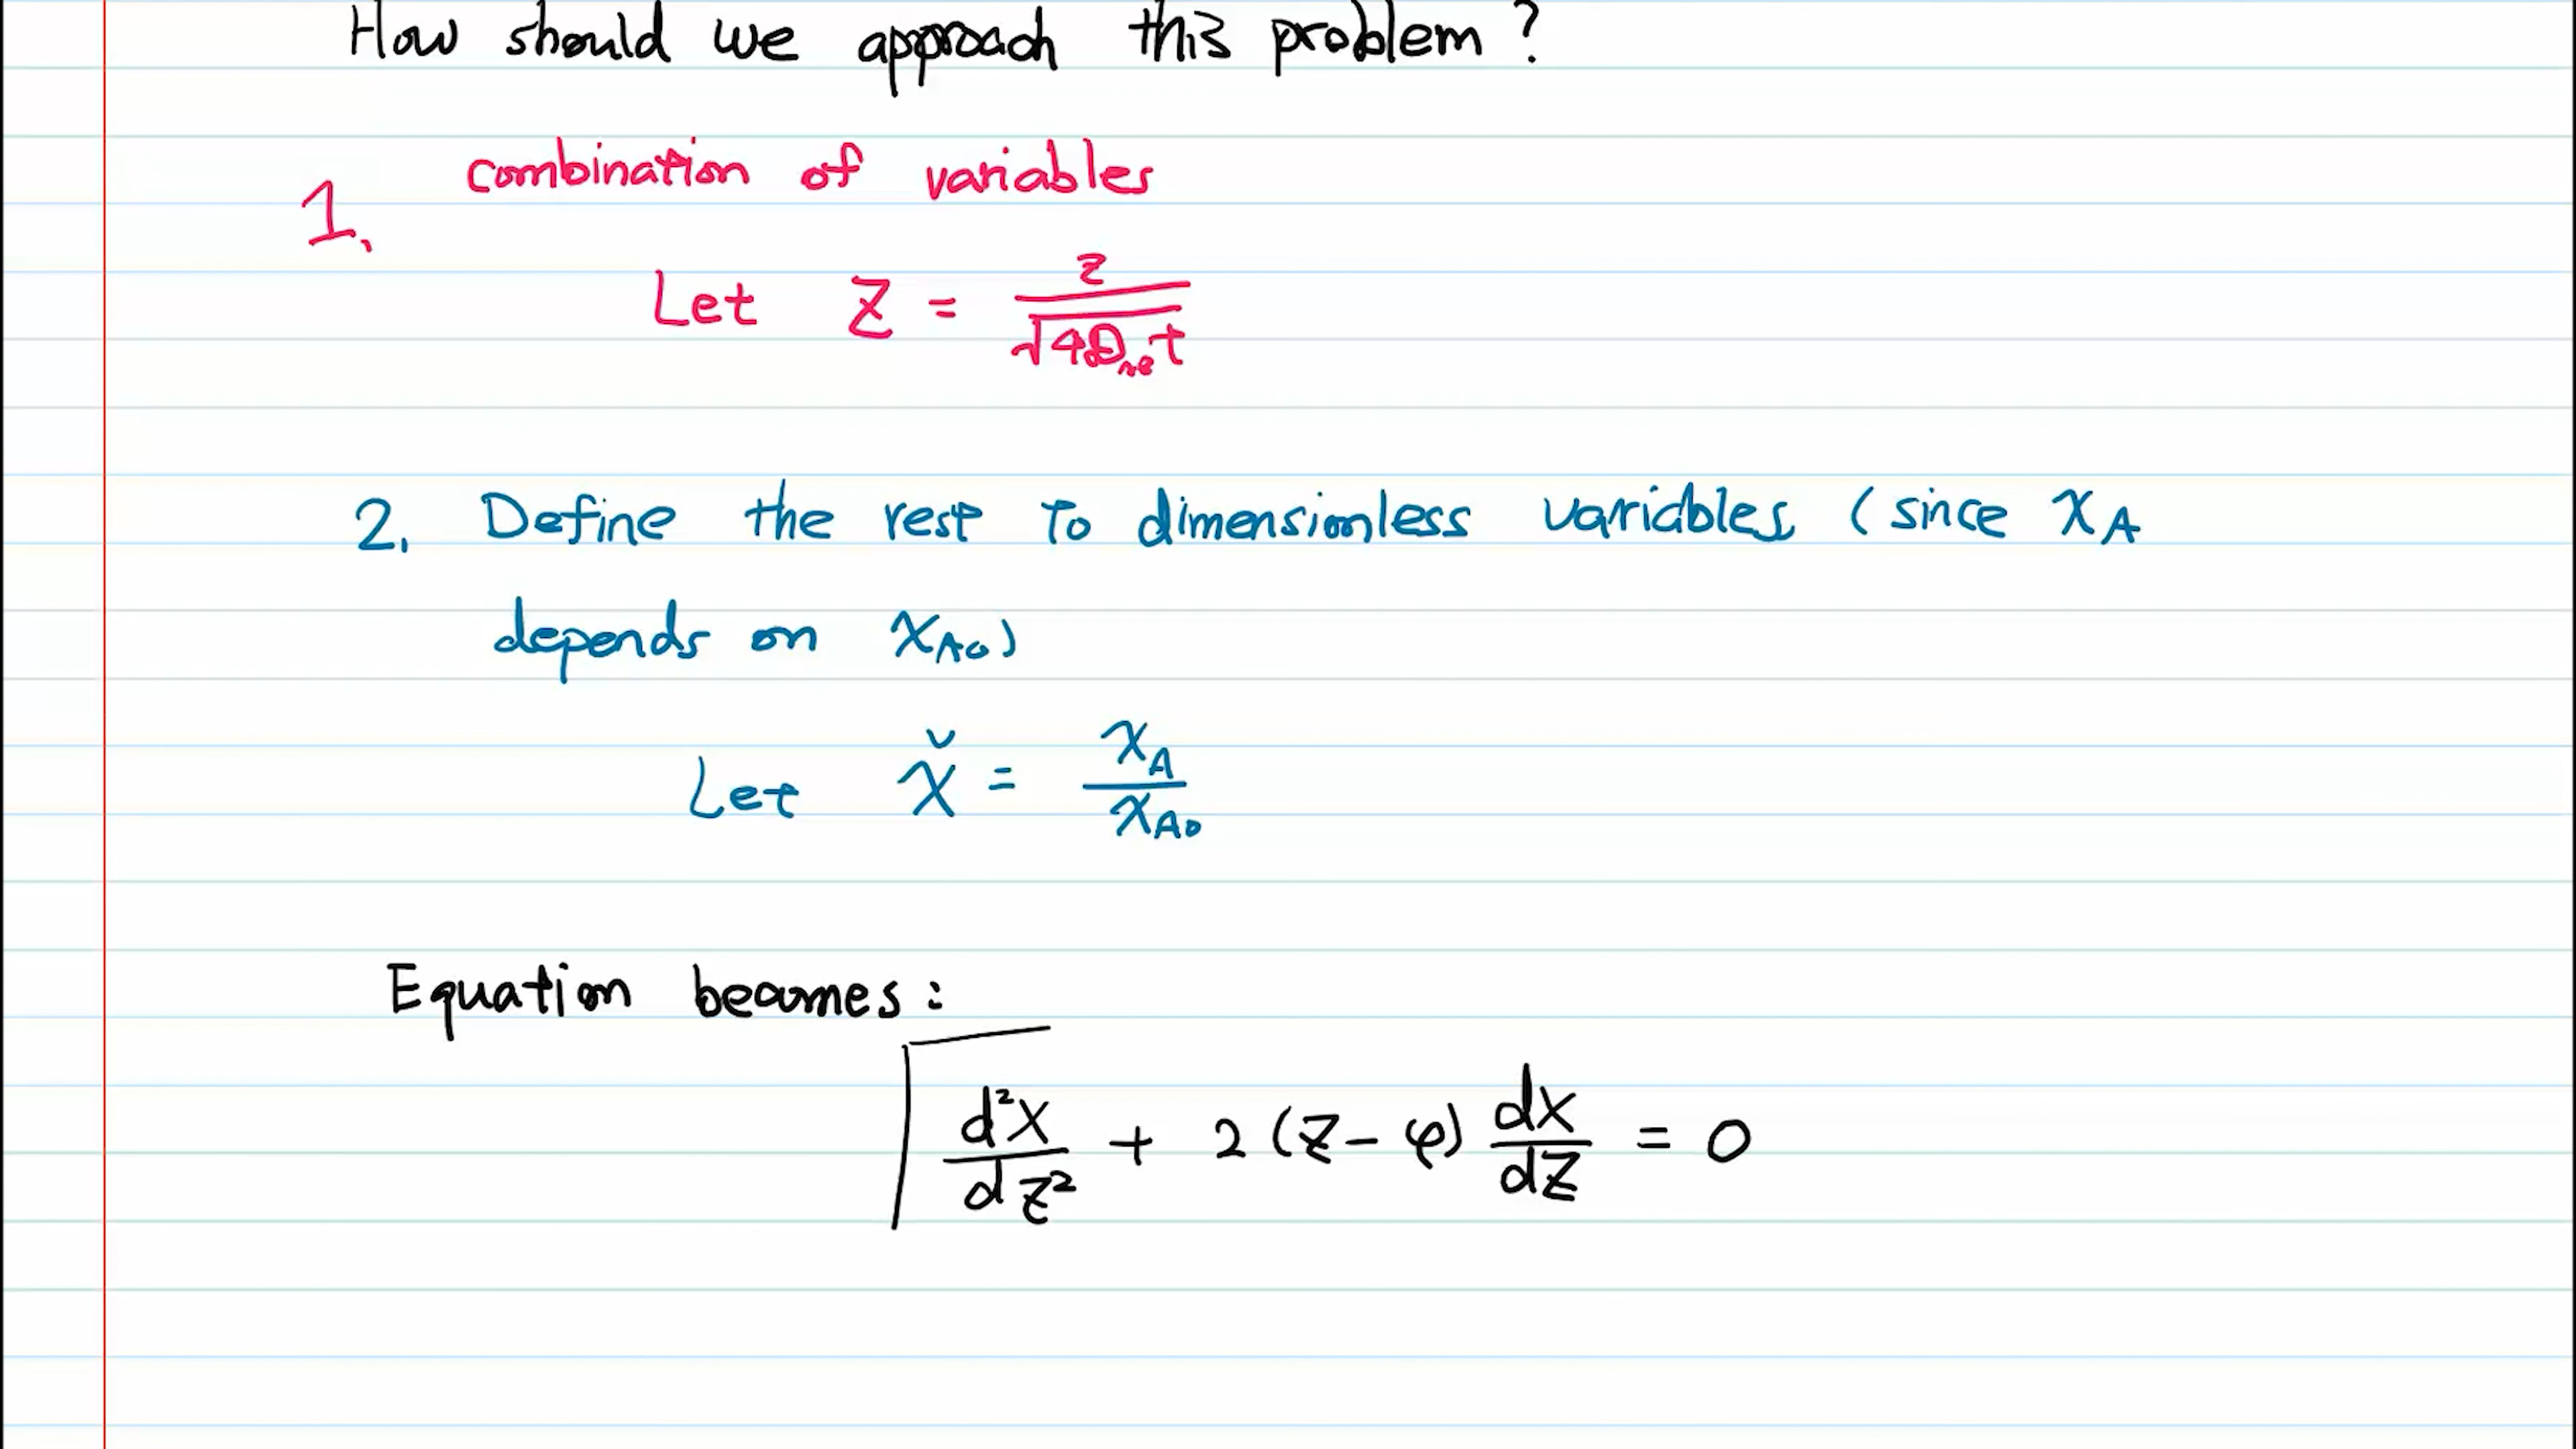 How should we approach this problem?
combination of variables
1.
Let Z = z / √4𝒟ₐᵦt
2. Define the rest to dimensionless variables (since x_A
depends on x_A0)
Let X̆ = x_A / x_A0
Equation becomes:
d²X/dZ² + 2(Z - φ) dX/dZ = 0